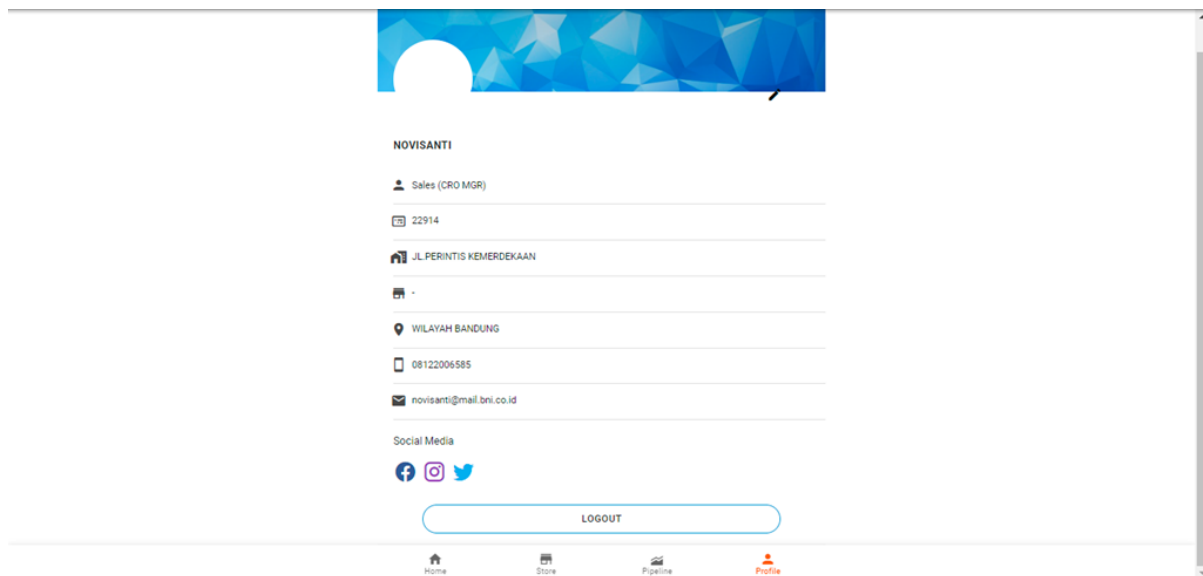 NOVISANTI
Sales (CRO MGR)
22914
JL.PERINTIS KEMERDEKAAN
-
WILAYAH BANDUNG
08122006585
novisanti@mail.bni.co.id
Social Media
LOGOUT
Home Store Pipeline Profile